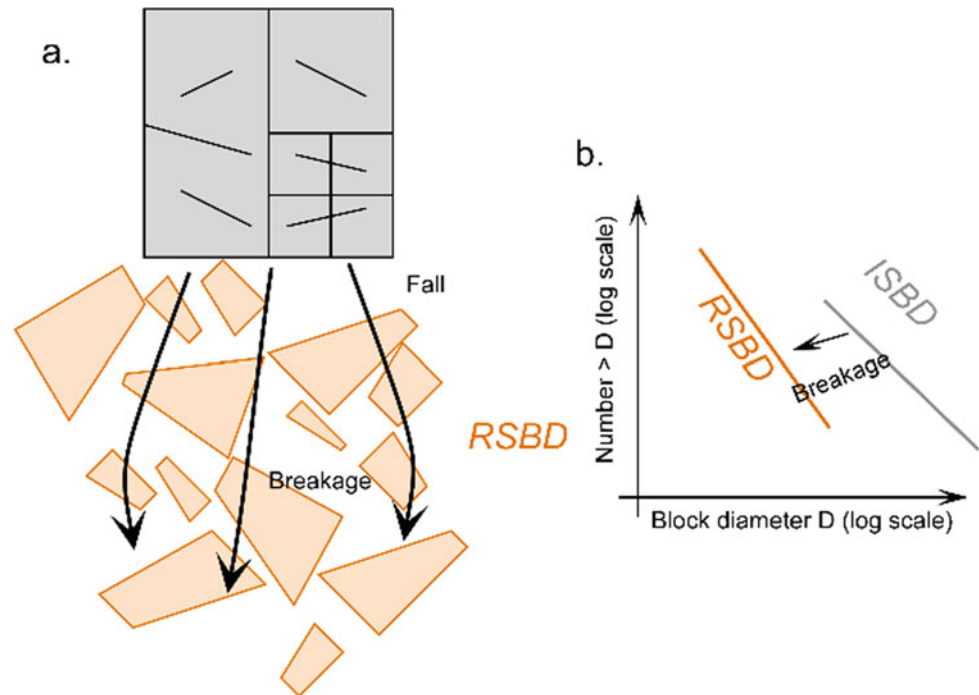 a.
Fall
RSBD
Breakage
b.
Number > D (log scale)
RSBD
ISBD
Breakage
Block diameter D (log scale)